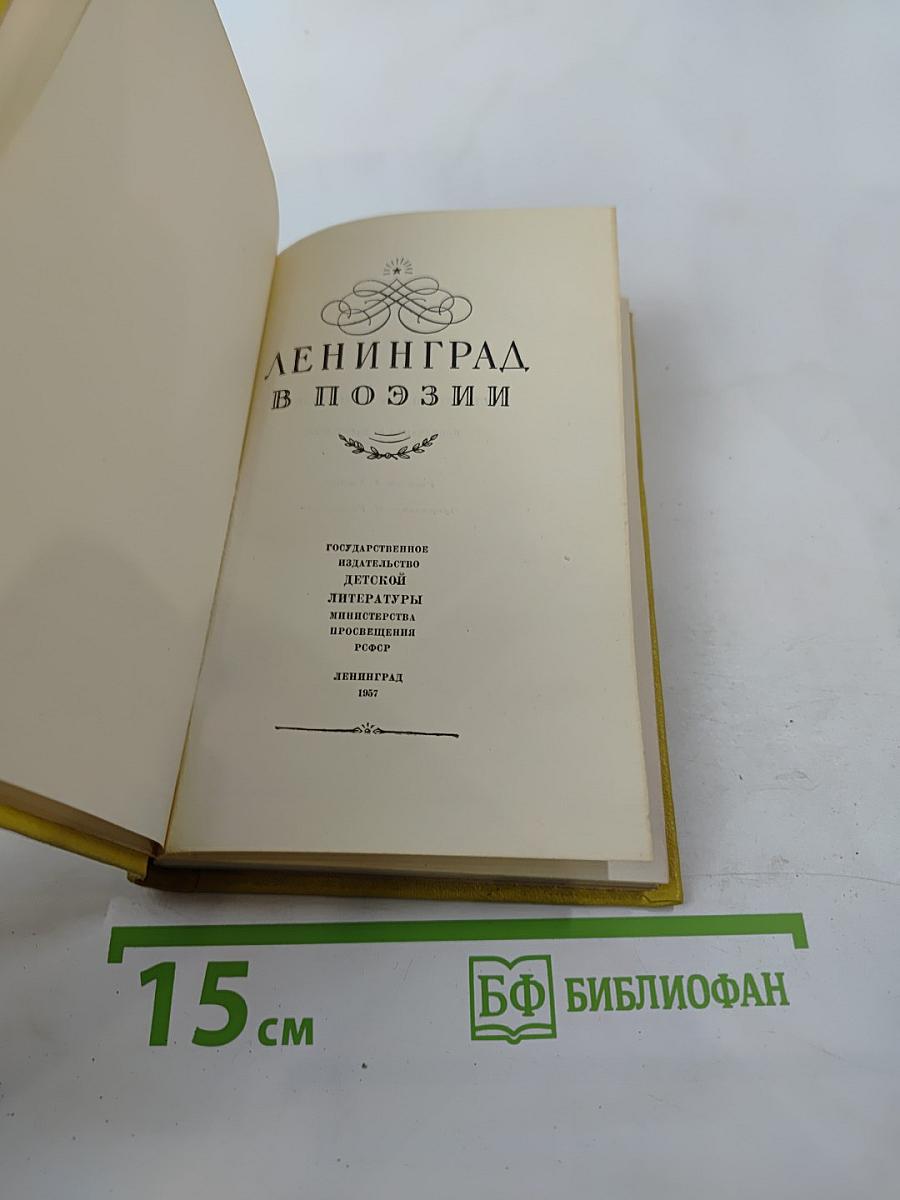 ЛЕНИНГРАД
В ПОЭЗИИ
ГОСУДАРСТВЕННОЕ
ИЗДАТЕЛЬСТВО
ДЕТСКОЙ
ЛИТЕРАТУРЫ
МИНИСТЕРСТВА
ПРОСВЕЩЕНИЯ
РСФСР
ЛЕНИНГРАД
1957
15 см
БФ БИБЛИОФАН